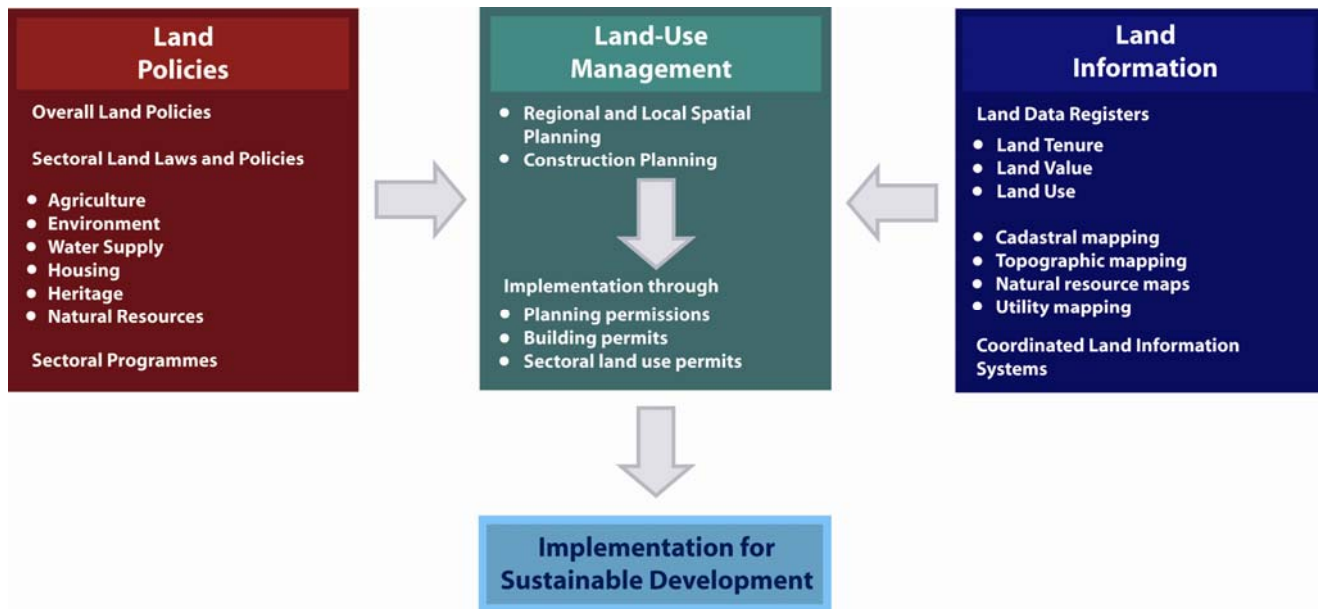 Land
Policies
Overall Land Policies
Sectoral Land Laws and Policies
• Agriculture
• Environment
• Water Supply
• Housing
• Heritage
• Natural Resources
Sectoral Programmes
Land-Use
Management
• Regional and Local Spatial
Planning
• Construction Planning
Implementation through
• Planning permissions
• Building permits
• Sectoral land use permits
Land
Information
Land Data Registers
• Land Tenure
• Land Value
• Land Use
• Cadastral mapping
• Topographic mapping
• Natural resource maps
• Utility mapping
Coordinated Land Information
Systems
Implementation for
Sustainable Development